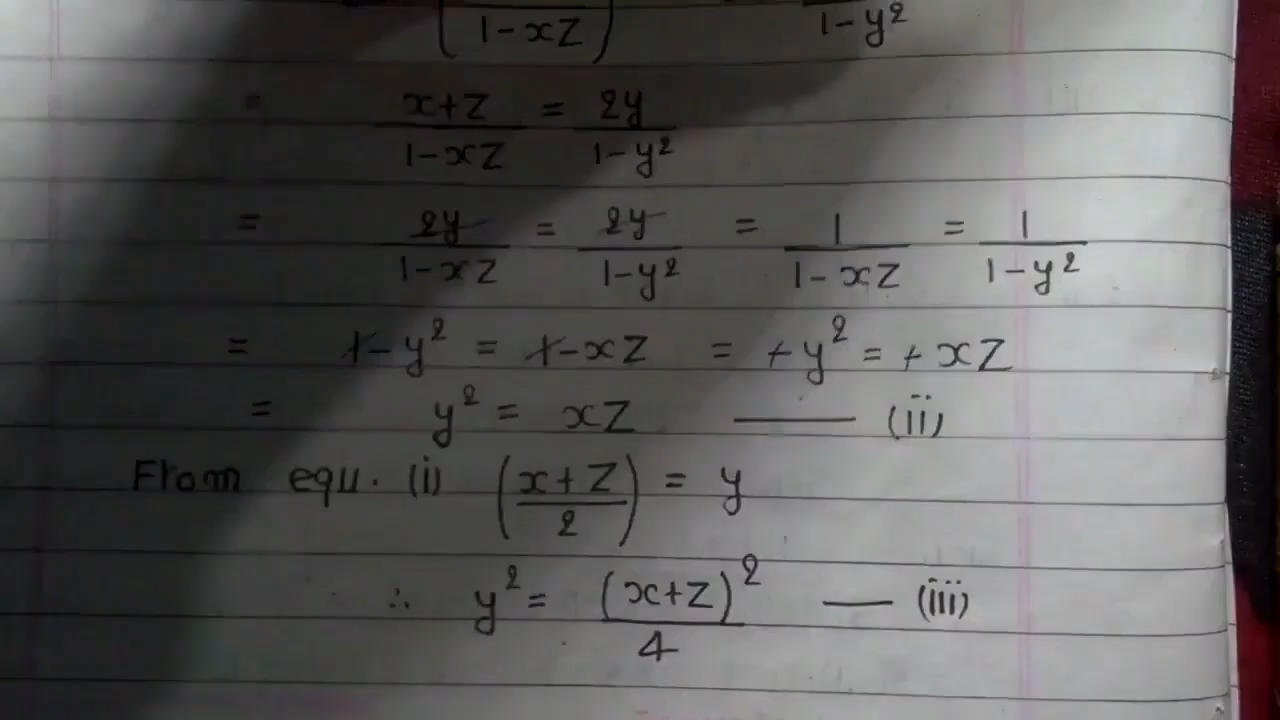 (1-xz) 1-y²
= x+z/1-xz = 2y/1-y²
= 2y/1-xz = 2y/1-y² = 1/1-xz = 1/1-y²
= 1-y² = 1-xz = +y² = +xz
= y² = xz —— (ii)
From equ. (i) (x+z/2) = y
∴ y² = (x+z)²/4 — (iii)